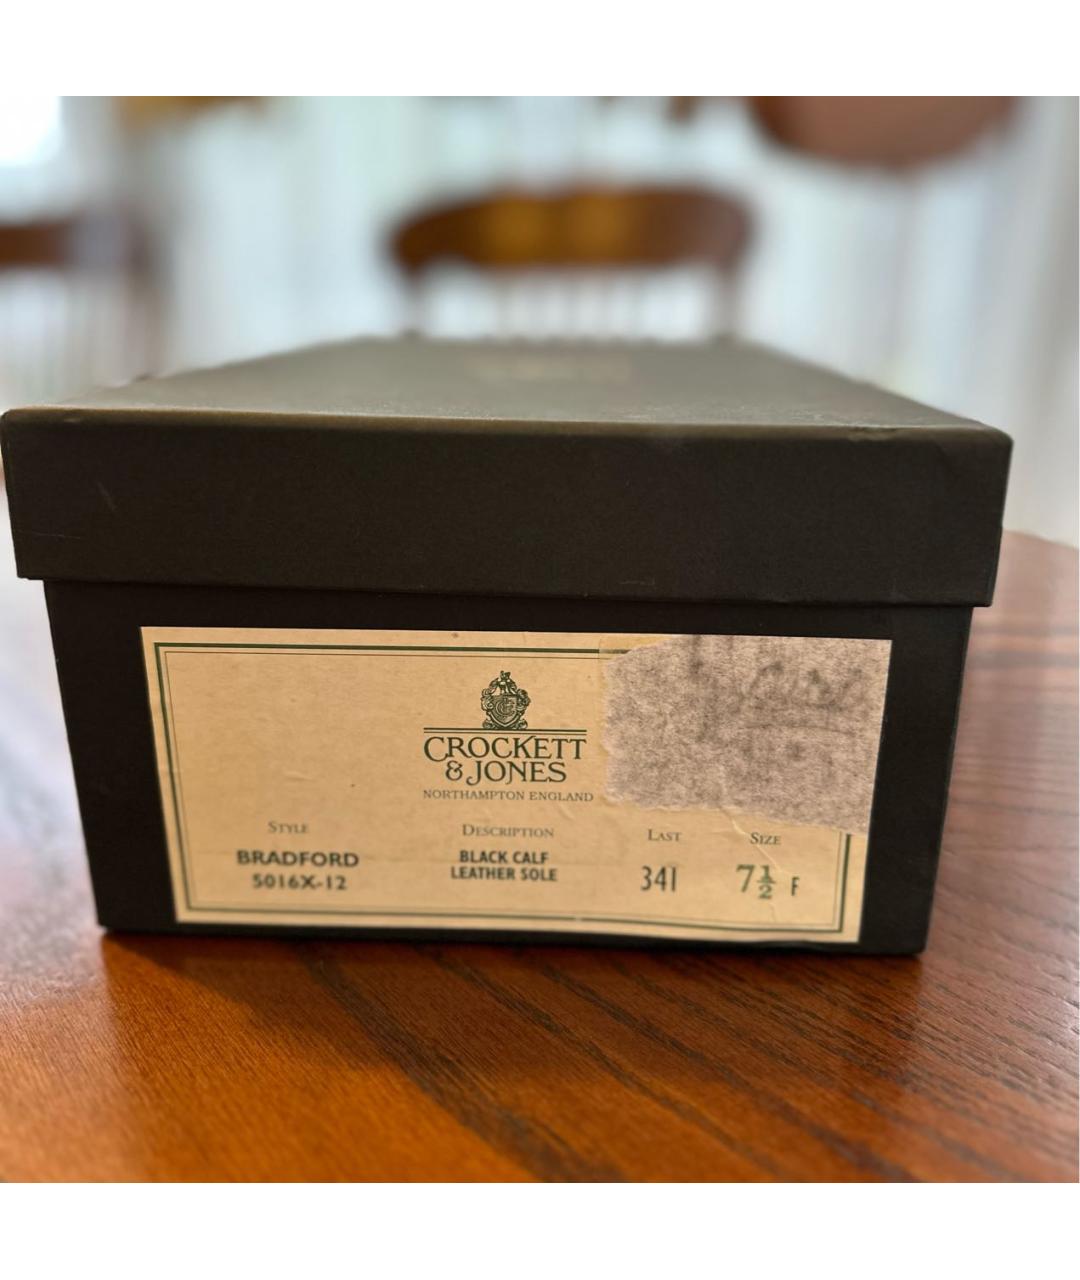 CROCKETT
& JONES
NORTHAMPTON ENGLAND
STYLE DESCRIPTION LAST SIZE
BRADFORD BLACK CALF 341 7½ F
5016X-12 LEATHER SOLE